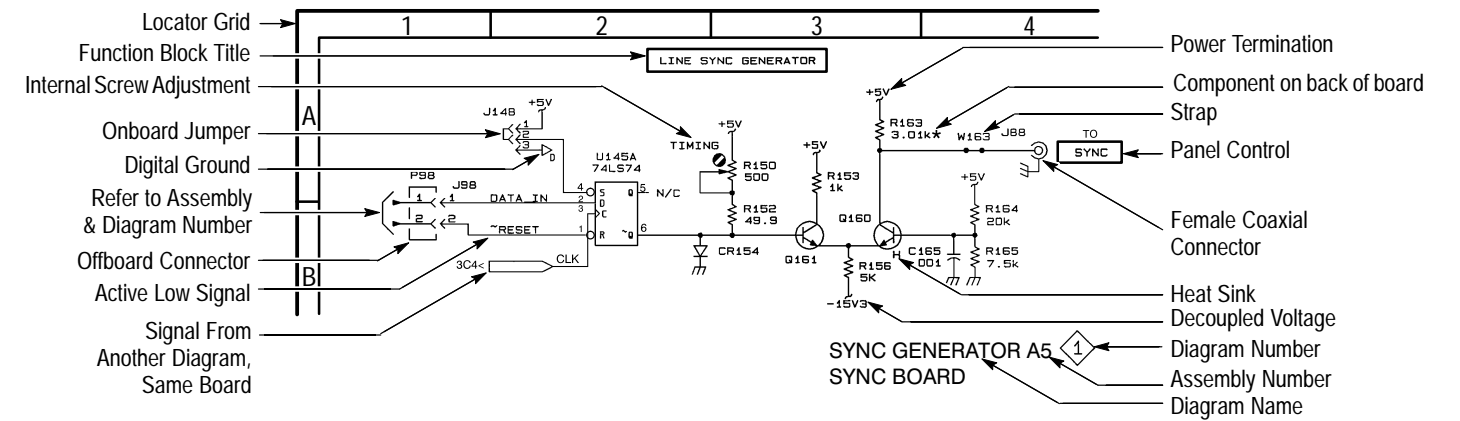 Locator Grid
Function Block Title
Internal Screw Adjustment
Onboard Jumper
Digital Ground
Refer to Assembly
& Diagram Number
Offboard Connector
Active Low Signal
Signal From
Another Diagram,
Same Board
1 2 3 4
A
B
LINE SYNC GENERATOR
J148
+5V
1
2
3
D
U145A
74LS74
P98
J98
1 1
2 2
DATA_IN
~RESET
3C4<
CLK
4 S Q 5 N/C
2 D
3 C
1 R ~Q 6
TIMING
+5V
R150
500
R152
49.9
CR154
+5V
R153
1k
Q161
Q160
R156
5K
-15V3
+5V
R163
3.01k*
W163
J88
TO
SYNC
+5V
R164
20k
C165
001
R165
7.5k
H
SYNC GENERATOR A5 1
SYNC BOARD
Power Termination
Component on back of board
Strap
Panel Control
Female Coaxial
Connector
Heat Sink
Decoupled Voltage
Diagram Number
Assembly Number
Diagram Name